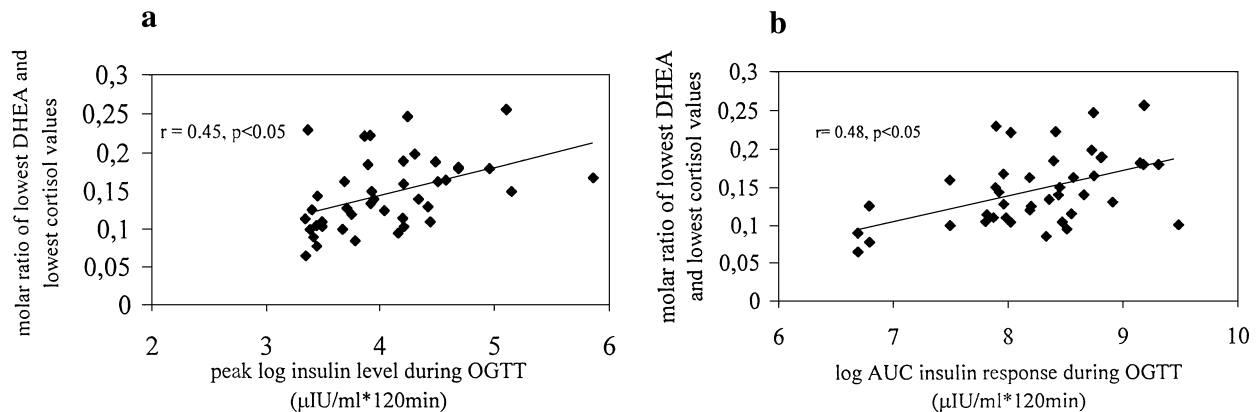 a
molar ratio of lowest DHEA and
lowest cortisol values
0,3
0,25
0,2
0,15
0,1
0,05
0
r = 0.45, p<0.05
2 3 4 5 6
peak log insulin level during OGTT
(μIU/ml*120min)
b
molar ratio of lowest DHEA
and lowest cortisol values
0,3
0,25
0,2
0,15
0,1
0,05
0
r= 0.48, p<0.05
6 7 8 9 10
log AUC insulin response during OGTT
(μIU/ml*120min)